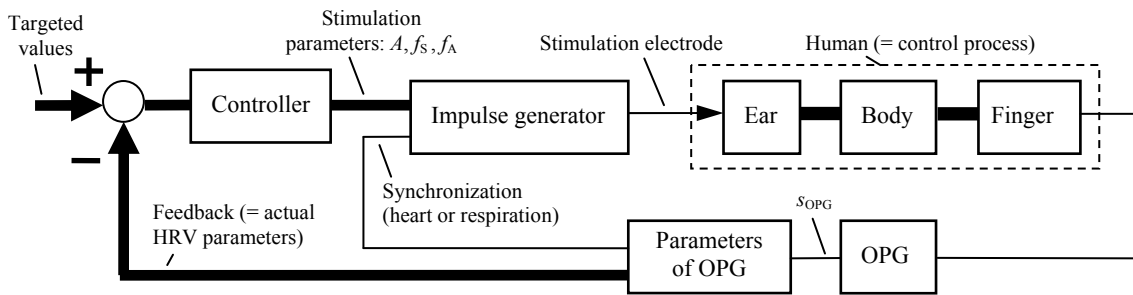 Targeted
values
+
−
Controller
Stimulation
parameters: A, fS, fA
Impulse generator
Stimulation electrode
Human (= control process)
Ear
Body
Finger
Synchronization
(heart or respiration)
Feedback (= actual
HRV parameters)
Parameters
of OPG
sOPG
OPG